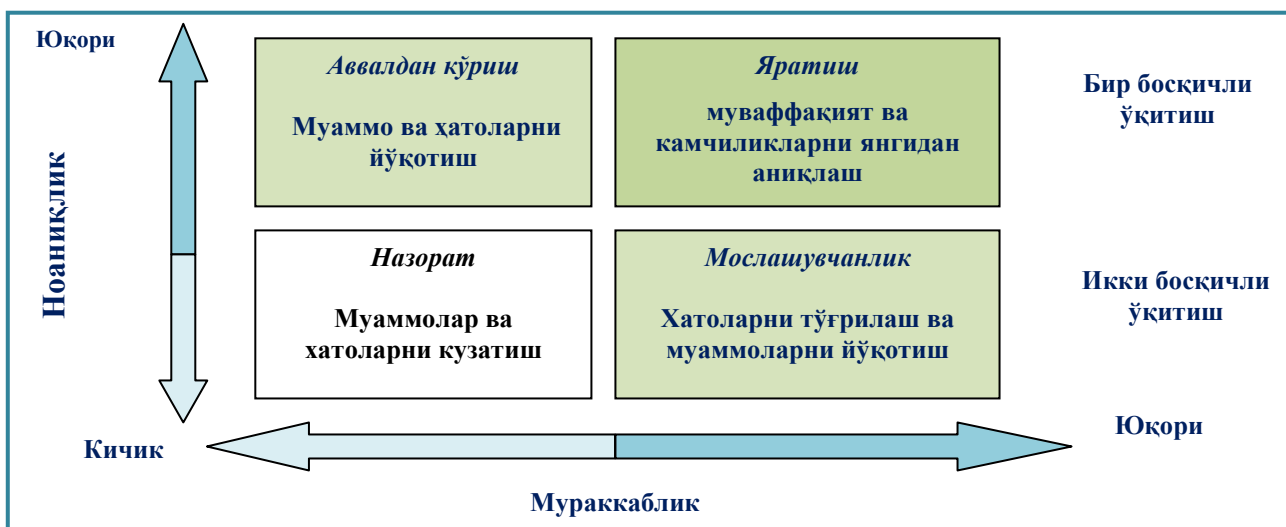 Юқори
Ноаниқлик
Аввалдан кўриш
Муаммо ва ҳатоларни
йўқотиш
Яратиш
муваффақият ва
камчиликларни янгидан
аниқлаш
Бир босқичли
ўқитиш
Назорат
Муаммолар ва
хатоларни кузатиш
Мослашувчанлик
Хатоларни тўғрилаш ва
муаммоларни йўқотиш
Икки босқичли
ўқитиш
Кичик
Юқори
Мураккаблик